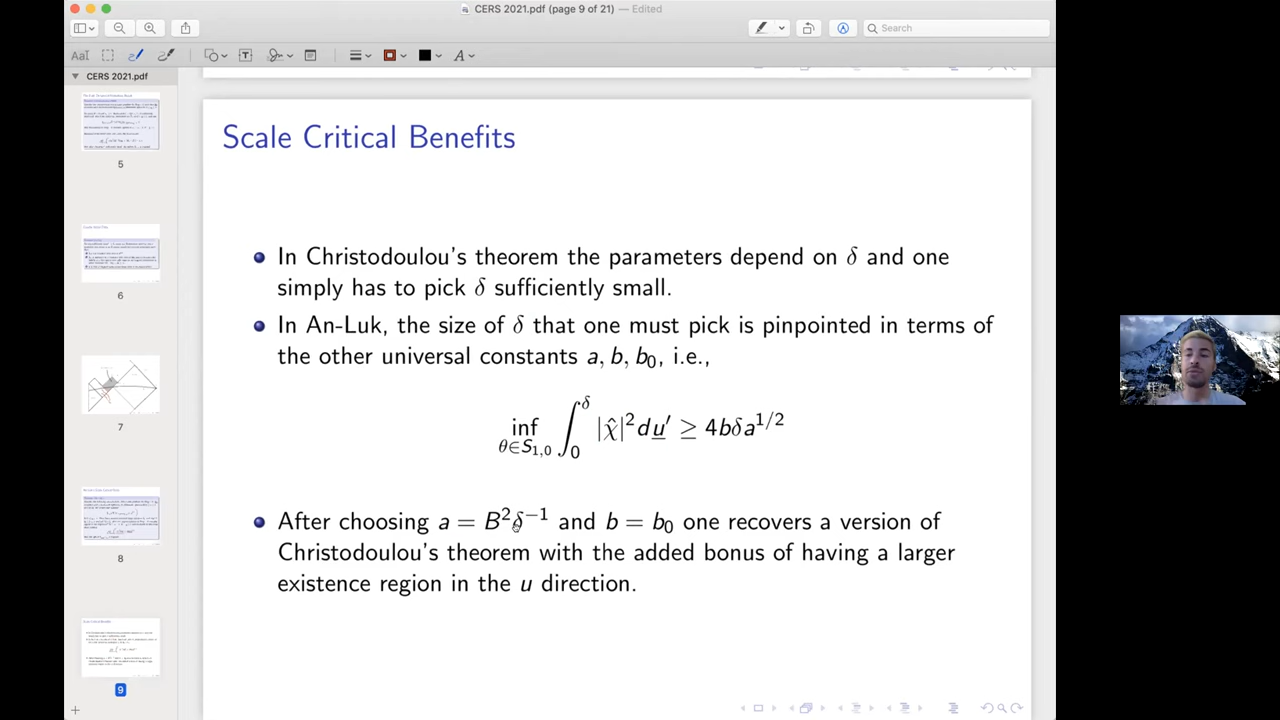 CERS 2021.pdf (page 9 of 21) — Edited
Search
CERS 2021.pdf
5
6
7
8
9
Scale Critical Benefits
In Christodoulou's theorem the parameters depend on δ and one
simply has to pick δ sufficiently small.
In An-Luk, the size of δ that one must pick is pinpointed in terms of
the other universal constants a, b, b₀, i.e.,
inf_{θ∈S_{1,0}} ∫₀^δ |χ̂|² du̲′ ≥ 4bδa^{1/2}
After choosing a = B²δ⁻¹ and b = b₀ one recovers a version of
Christodoulou's theorem with the added bonus of having a larger
existence region in the u direction.